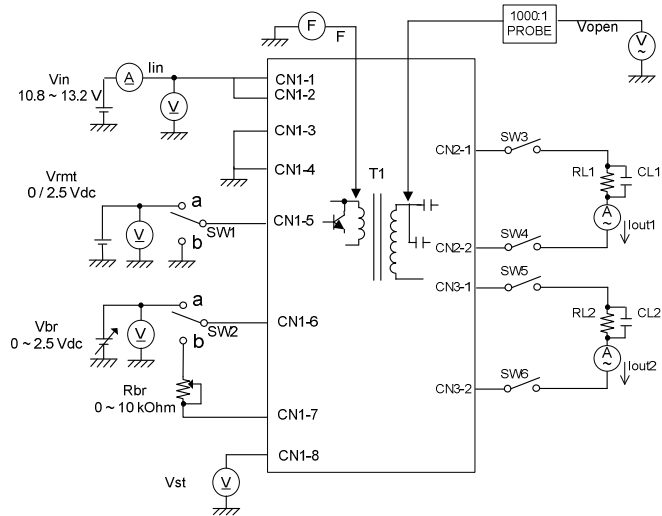 F
F
1000:1
PROBE
Vopen
V
~
Vin
10.8 ~ 13.2 V
A
Iin
V
CN1-1
CN1-2
CN1-3
CN1-4
CN2-1
SW3
RL1
CL1
A
~
Iout1
Vrmt
0 / 2.5 Vdc
V
a
b
SW1
CN1-5
T1
CN2-2
SW4
CN3-1
SW5
Vbr
0 ~ 2.5 Vdc
V
a
b
SW2
CN1-6
RL2
CL2
A
~
Iout2
Rbr
0 ~ 10 kOhm
CN1-7
CN3-2
SW6
CN1-8
Vst
V